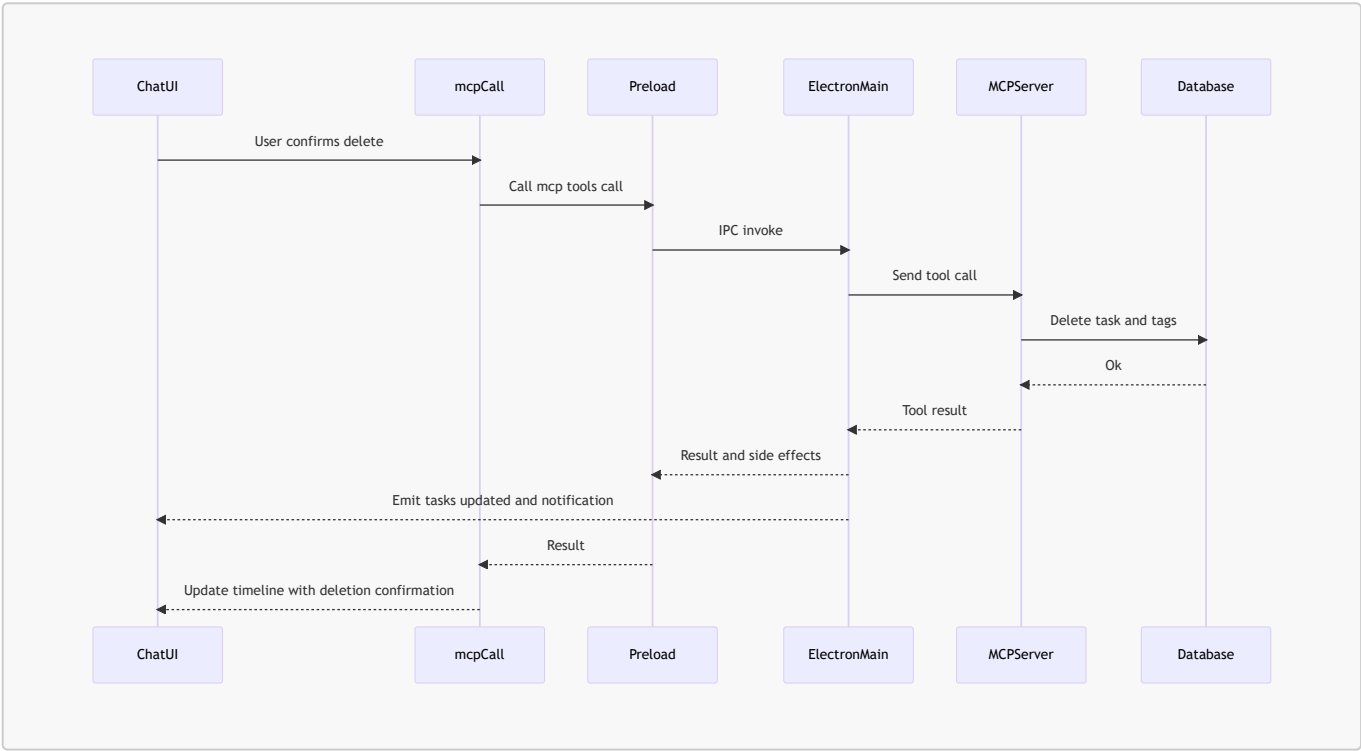 ChatUI
mcpCall
Preload
ElectronMain
MCPServer
Database
User confirms delete
Call mcp tools call
IPC invoke
Send tool call
Delete task and tags
Ok
Tool result
Result and side effects
Emit tasks updated and notification
Result
Update timeline with deletion confirmation
ChatUI
mcpCall
Preload
ElectronMain
MCPServer
Database